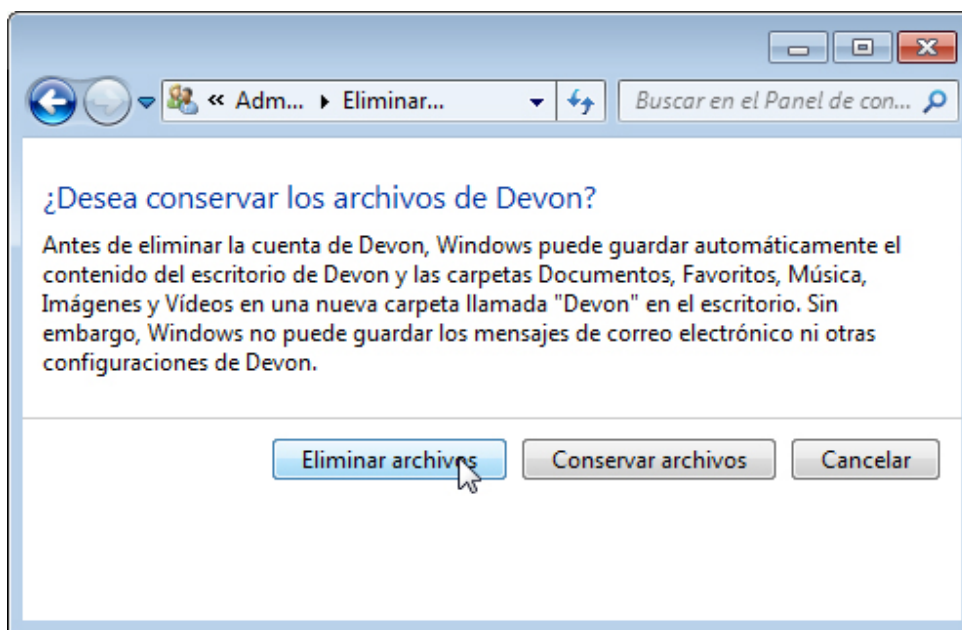 « Adm... Eliminar...
Buscar en el Panel de con...
¿Desea conservar los archivos de Devon?
Antes de eliminar la cuenta de Devon, Windows puede guardar automáticamente el
contenido del escritorio de Devon y las carpetas Documentos, Favoritos, Música,
Imágenes y Vídeos en una nueva carpeta llamada "Devon" en el escritorio. Sin
embargo, Windows no puede guardar los mensajes de correo electrónico ni otras
configuraciones de Devon.
Eliminar archivos Conservar archivos Cancelar